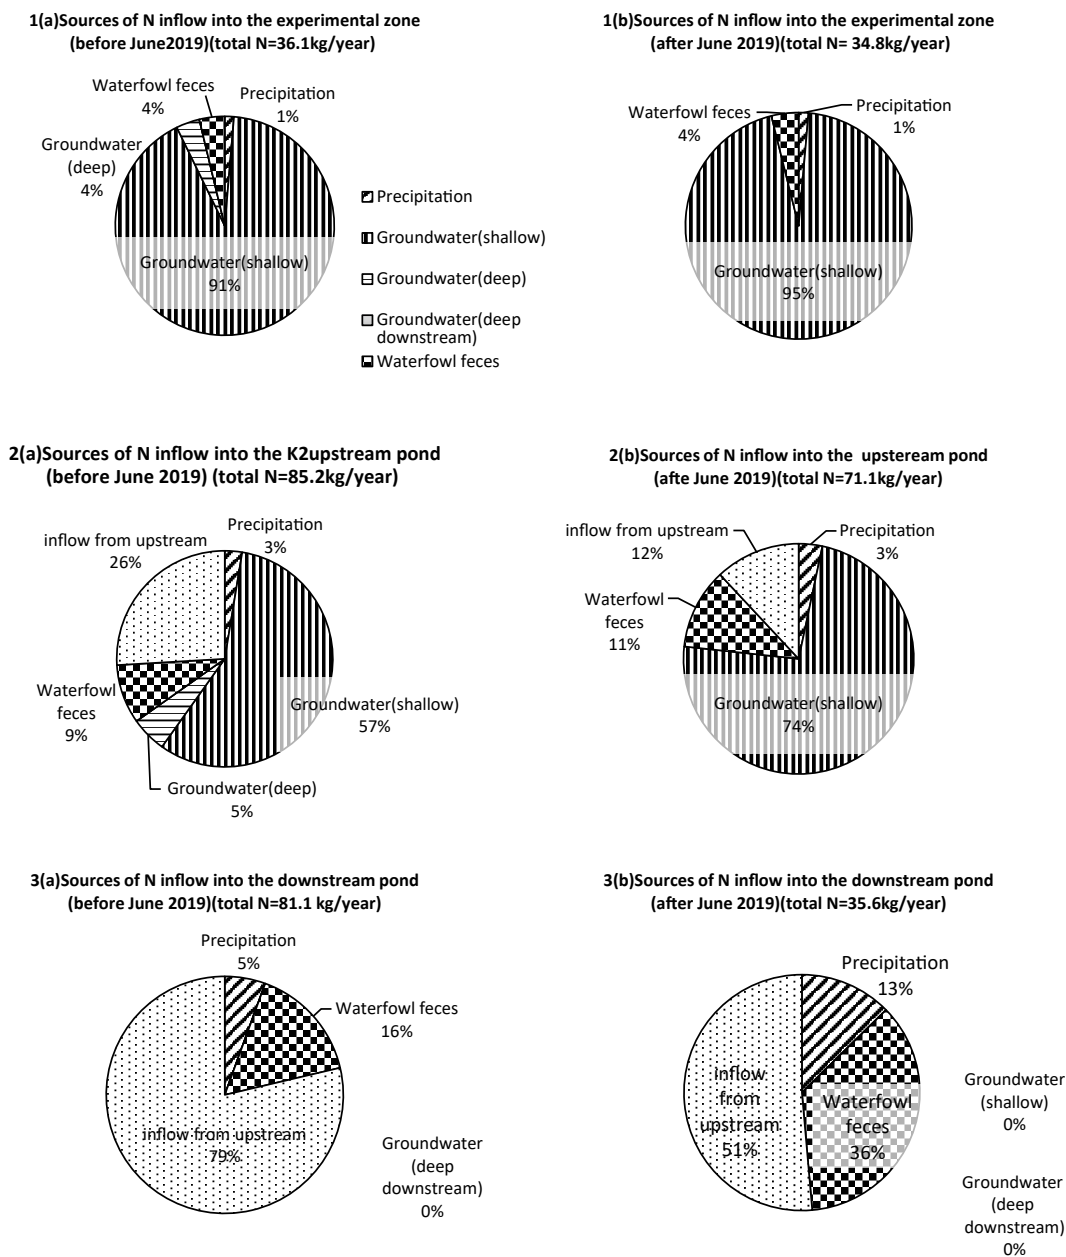 1(a)Sources of N inflow into the experimental zone
(before June2019)(total N=36.1kg/year)
Waterfowl feces
4%
Precipitation
1%
Groundwater
(deep)
4%
Groundwater(shallow)
91%
Precipitation
Groundwater(shallow)
Groundwater(deep)
Groundwater(deep
downstream)
Waterfowl feces
1(b)Sources of N inflow into the experimental zone
(after June 2019)(total N= 34.8kg/year)
Waterfowl feces
4%
Precipitation
1%
Groundwater(shallow)
95%
2(a)Sources of N inflow into the K2upstream pond
(before June 2019) (total N=85.2kg/year)
inflow from upstream
26%
Precipitation
3%
Waterfowl
feces
9%
Groundwater(shallow)
57%
Groundwater(deep)
5%
2(b)Sources of N inflow into the upsteream pond
(afte June 2019)(total N=71.1kg/year)
inflow from upstream
12%
Precipitation
3%
Waterfowl
feces
11%
Groundwater(shallow)
74%
3(a)Sources of N inflow into the downstream pond
(before June 2019)(total N=81.1 kg/year)
Precipitation
5%
Waterfowl feces
16%
inflow from upstream
79%
Groundwater
(deep
downstream)
0%
3(b)Sources of N inflow into the downstream pond
(after June 2019)(total N=35.6kg/year)
Precipitation
13%
inflow
from
upstream
51%
Waterfowl
feces
36%
Groundwater
(shallow)
0%
Groundwater
(deep
downstream)
0%